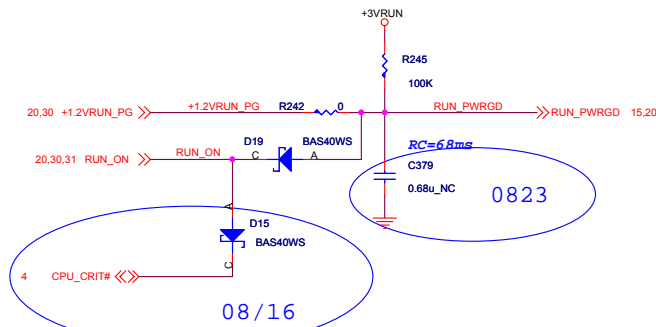 +3VRUN
R245
100K
20,30 +1.2VRUN_PG
+1.2VRUN_PG
R242
0
RUN_PWRGD
RUN_PWRGD 15,20
D19
BAS40WS
20,30,31 RUN_ON
RUN_ON
C
A
RC=68ms
C379
0.68u_NC
0823
A
D15
BAS40WS
C
4 CPU_CRIT#
08/16